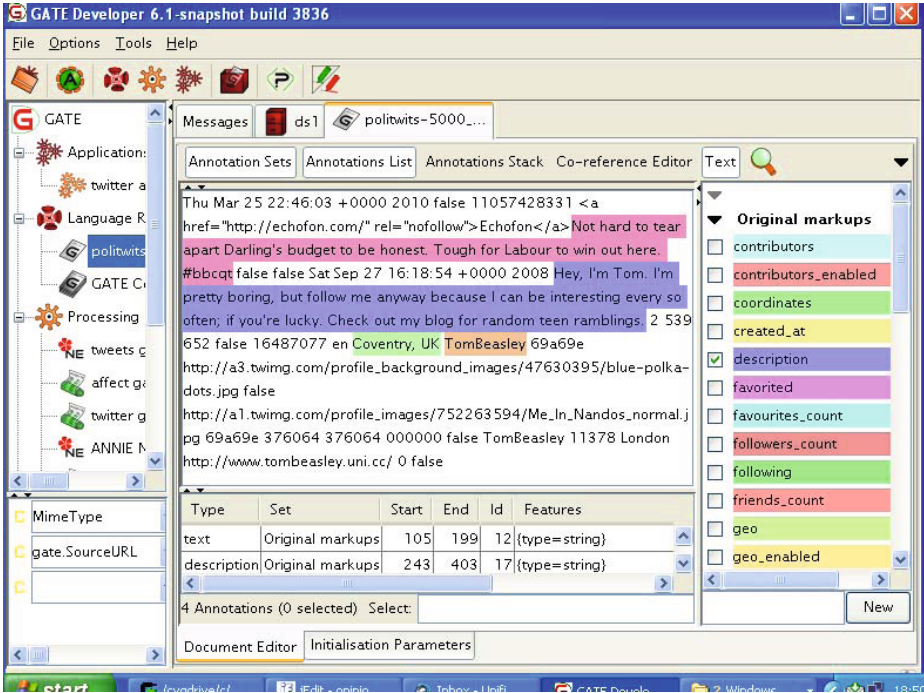 GATE Developer 6.1-snapshot build 3836
File Options Tools Help
GATE
Application
twitter a
Language R
politwits
GATE C
Processing
tweets g
affect ga
twitter g
ANNIE N
MimeType
gate.SourceURL
Messages ds1 politwits-5000_...
Annotation Sets Annotations List Annotations Stack Co-reference Editor Text
Thu Mar 25 22:46:03 +0000 2010 false 11057428331 <a
href="http://echofon.com/" rel="nofollow">Echofon</a>Not hard to tear
apart Darling's budget to be honest. Tough for Labour to win out here.
#bbcqt false false Sat Sep 27 16:18:54 +0000 2008 Hey, I'm Tom. I'm
pretty boring, but follow me anyway because I can be interesting every so
often; if you're lucky. Check out my blog for random teen ramblings. 2 539
652 false 16487077 en Coventry, UK TomBeasley 69a69e
http://a3.twimg.com/profile_background_images/47630395/blue-polka-
dots.jpg false
http://a1.twimg.com/profile_images/752263594/Me_In_Nandos_normal.j
pg 69a69e 376064 376064 000000 false TomBeasley 11378 London
http://www.tombeasley.uni.cc/ 0 false
Type Set Start End Id Features
text Original markups 105 199 12 {type=string}
description Original markups 243 403 17 {type=string}
4 Annotations (0 selected) Select:
Document Editor Initialisation Parameters
Original markups
contributors
contributors_enabled
coordinates
created_at
description
favorited
favourites_count
followers_count
following
friends_count
geo
geo_enabled
New
start /cygdrive/c/ jEdit - opinio Inbox - Unifi GATE Develo 2 Windows